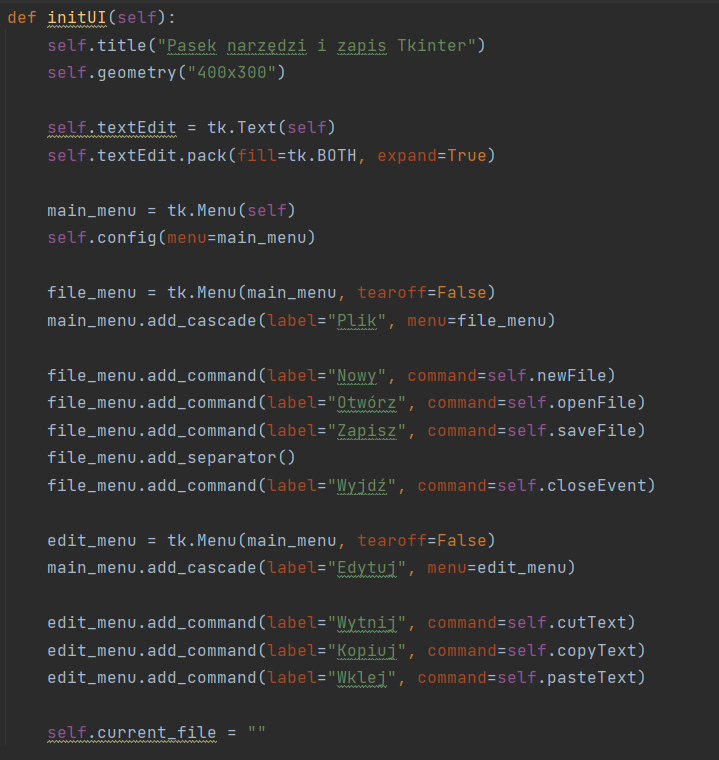 def initUI(self):
    self.title("Pasek narzędzi i zapis Tkinter")
    self.geometry("400x300")

    self.textEdit = tk.Text(self)
    self.textEdit.pack(fill=tk.BOTH, expand=True)

    main_menu = tk.Menu(self)
    self.config(menu=main_menu)

    file_menu = tk.Menu(main_menu, tearoff=False)
    main_menu.add_cascade(label="Plik", menu=file_menu)

    file_menu.add_command(label="Nowy", command=self.newFile)
    file_menu.add_command(label="Otwórz", command=self.openFile)
    file_menu.add_command(label="Zapisz", command=self.saveFile)
    file_menu.add_separator()
    file_menu.add_command(label="Wyjdź", command=self.closeEvent)

    edit_menu = tk.Menu(main_menu, tearoff=False)
    main_menu.add_cascade(label="Edytuj", menu=edit_menu)

    edit_menu.add_command(label="Wytnij", command=self.cutText)
    edit_menu.add_command(label="Kopiuj", command=self.copyText)
    edit_menu.add_command(label="Wklej", command=self.pasteText)

    self.current_file = ""